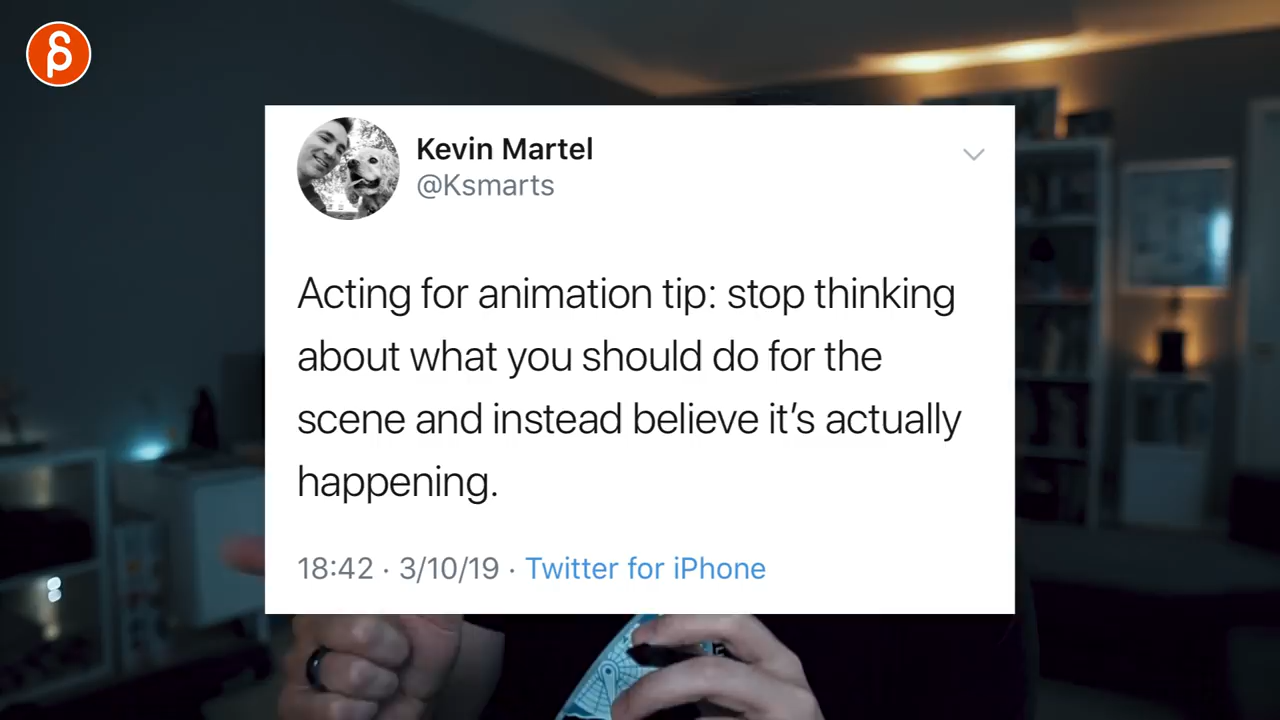 Kevin Martel
@Ksmarts
Acting for animation tip: stop thinking
about what you should do for the
scene and instead believe it's actually
happening.
18:42 · 3/10/19 · Twitter for iPhone